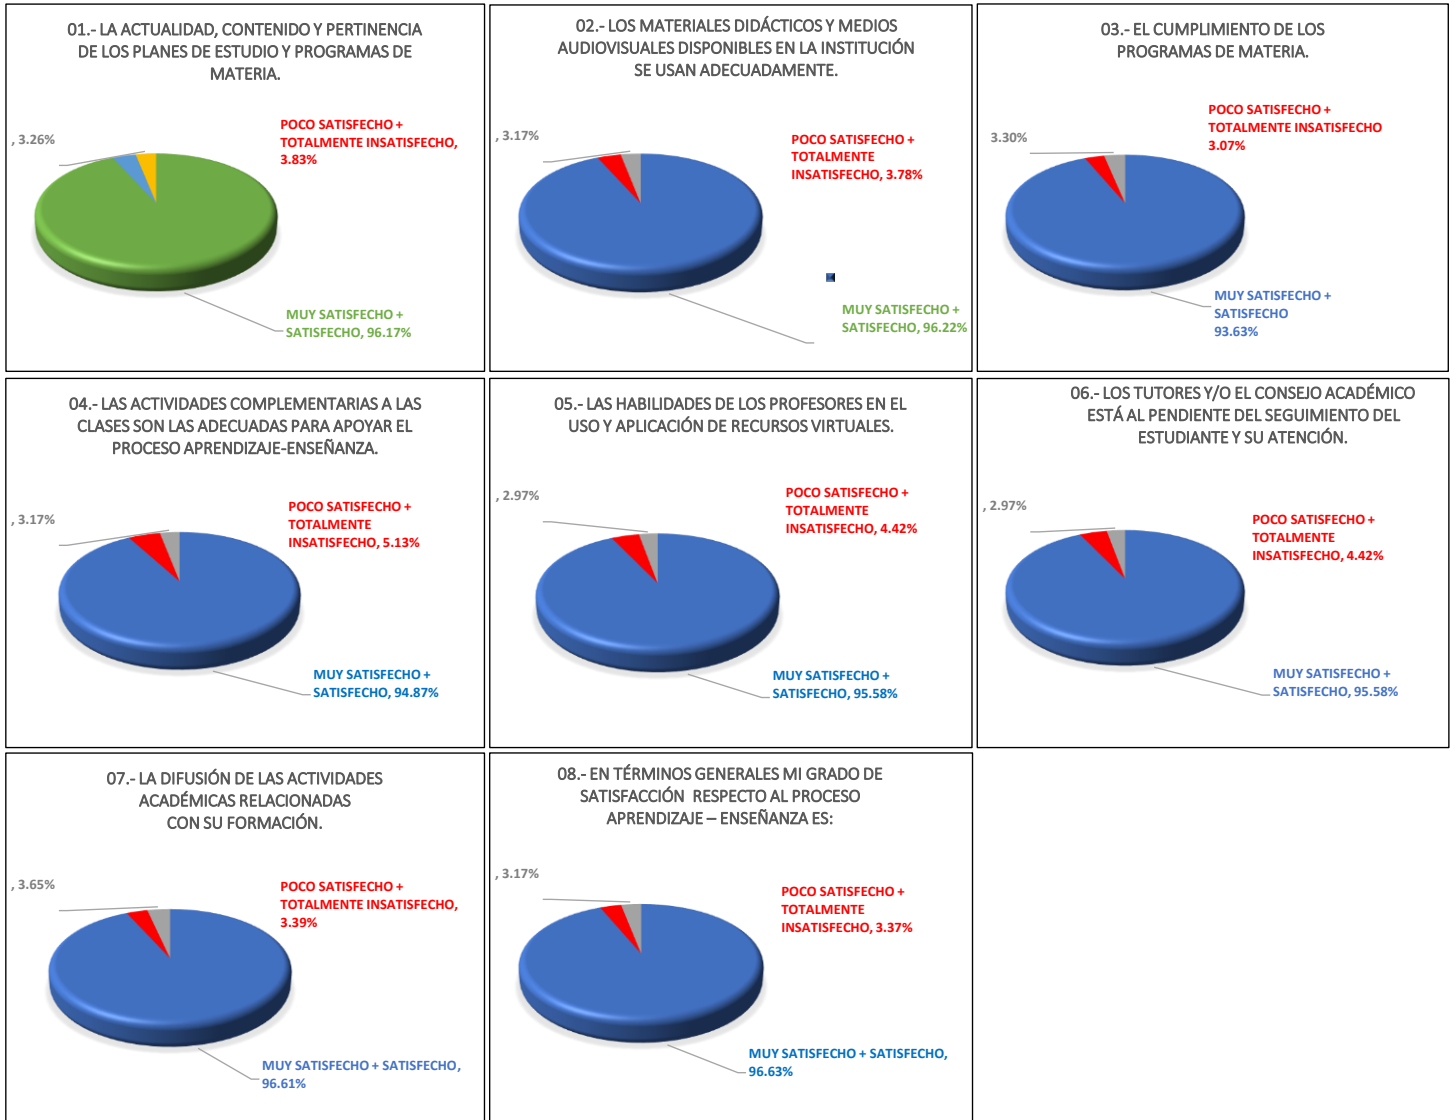 01.- LA ACTUALIDAD, CONTENIDO Y PERTINENCIA
DE LOS PLANES DE ESTUDIO Y PROGRAMAS DE
MATERIA.
, 3.26%
POCO SATISFECHO +
TOTALMENTE INSATISFECHO,
3.83%
MUY SATISFECHO +
SATISFECHO, 96.17%
02.- LOS MATERIALES DIDÁCTICOS Y MEDIOS
AUDIOVISUALES DISPONIBLES EN LA INSTITUCIÓN
SE USAN ADECUADAMENTE.
, 3.17%
POCO SATISFECHO +
TOTALMENTE
INSATISFECHO, 3.78%
MUY SATISFECHO +
SATISFECHO, 96.22%
03.- EL CUMPLIMIENTO DE LOS
PROGRAMAS DE MATERIA.
3.30%
POCO SATISFECHO +
TOTALMENTE INSATISFECHO
3.07%
MUY SATISFECHO +
SATISFECHO
93.63%
04.- LAS ACTIVIDADES COMPLEMENTARIAS A LAS
CLASES SON LAS ADECUADAS PARA APOYAR EL
PROCESO APRENDIZAJE-ENSEÑANZA.
, 3.17%
POCO SATISFECHO +
TOTALMENTE
INSATISFECHO, 5.13%
MUY SATISFECHO +
SATISFECHO, 94.87%
05.- LAS HABILIDADES DE LOS PROFESORES EN EL
USO Y APLICACIÓN DE RECURSOS VIRTUALES.
, 2.97%
POCO SATISFECHO +
TOTALMENTE
INSATISFECHO, 4.42%
MUY SATISFECHO +
SATISFECHO, 95.58%
06.- LOS TUTORES Y/O EL CONSEJO ACADÉMICO
ESTÁ AL PENDIENTE DEL SEGUIMIENTO DEL
ESTUDIANTE Y SU ATENCIÓN.
, 2.97%
POCO SATISFECHO +
TOTALMENTE
INSATISFECHO, 4.42%
MUY SATISFECHO +
SATISFECHO, 95.58%
07.- LA DIFUSIÓN DE LAS ACTIVIDADES
ACADÉMICAS RELACIONADAS
CON SU FORMACIÓN.
, 3.65%
POCO SATISFECHO +
TOTALMENTE INSATISFECHO,
3.39%
MUY SATISFECHO + SATISFECHO,
96.61%
08.- EN TÉRMINOS GENERALES MI GRADO DE
SATISFACCIÓN  RESPECTO AL PROCESO
APRENDIZAJE – ENSEÑANZA ES:
, 3.17%
POCO SATISFECHO +
TOTALMENTE
INSATISFECHO, 3.37%
MUY SATISFECHO + SATISFECHO,
96.63%